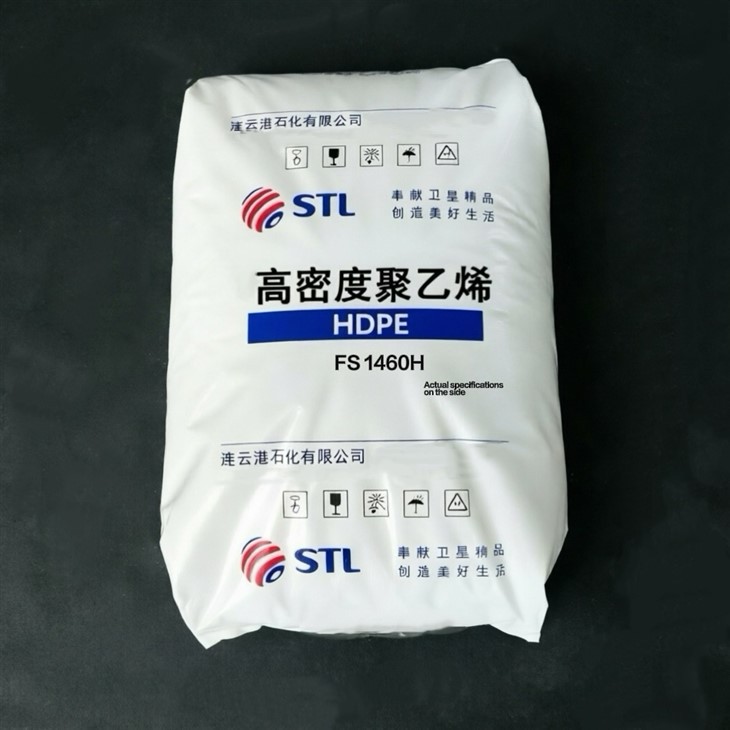 连云港石化有限公司
STL
奉献卫星精品
创造美好生活
高密度聚乙烯
HDPE
FS 1460H
Actual specifications
on the side
连云港石化有限公司
STL
奉献卫星精品
创造美好生活